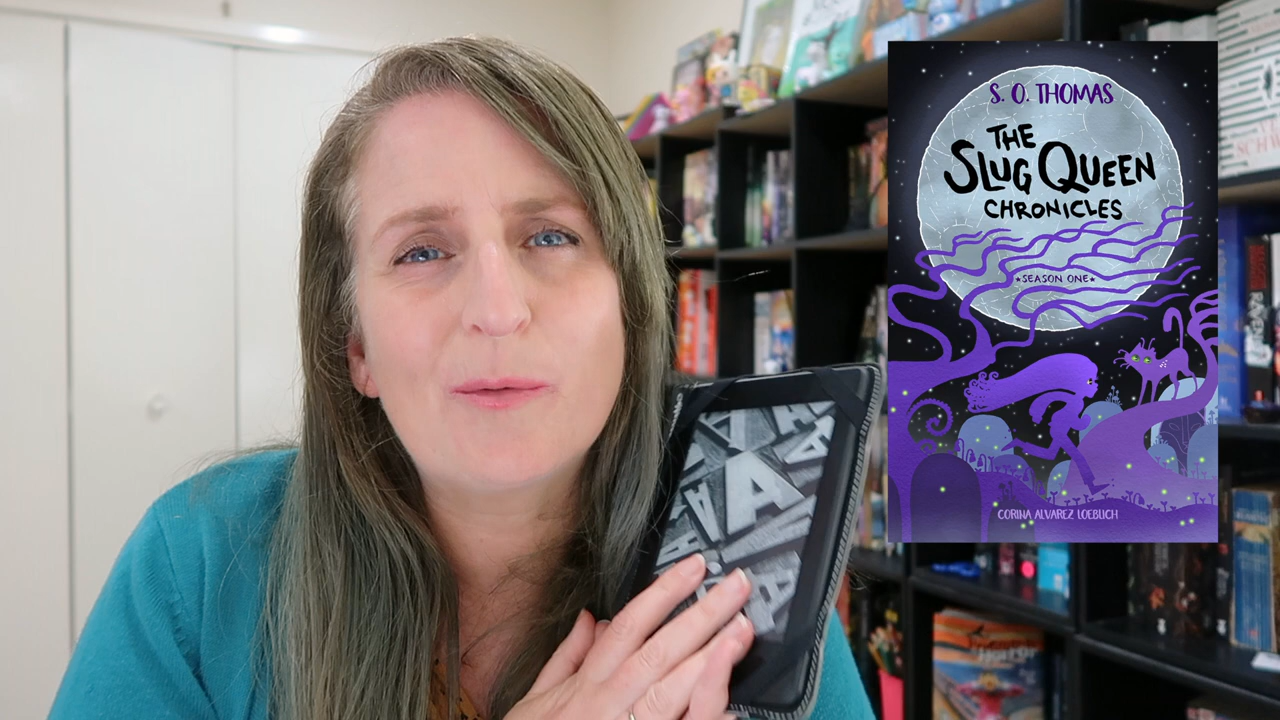 S. O. THOMAS
THE
SLUG QUEEN
CHRONICLES
★SEASON ONE★
CORINA ALVAREZ LOEBLICH
A